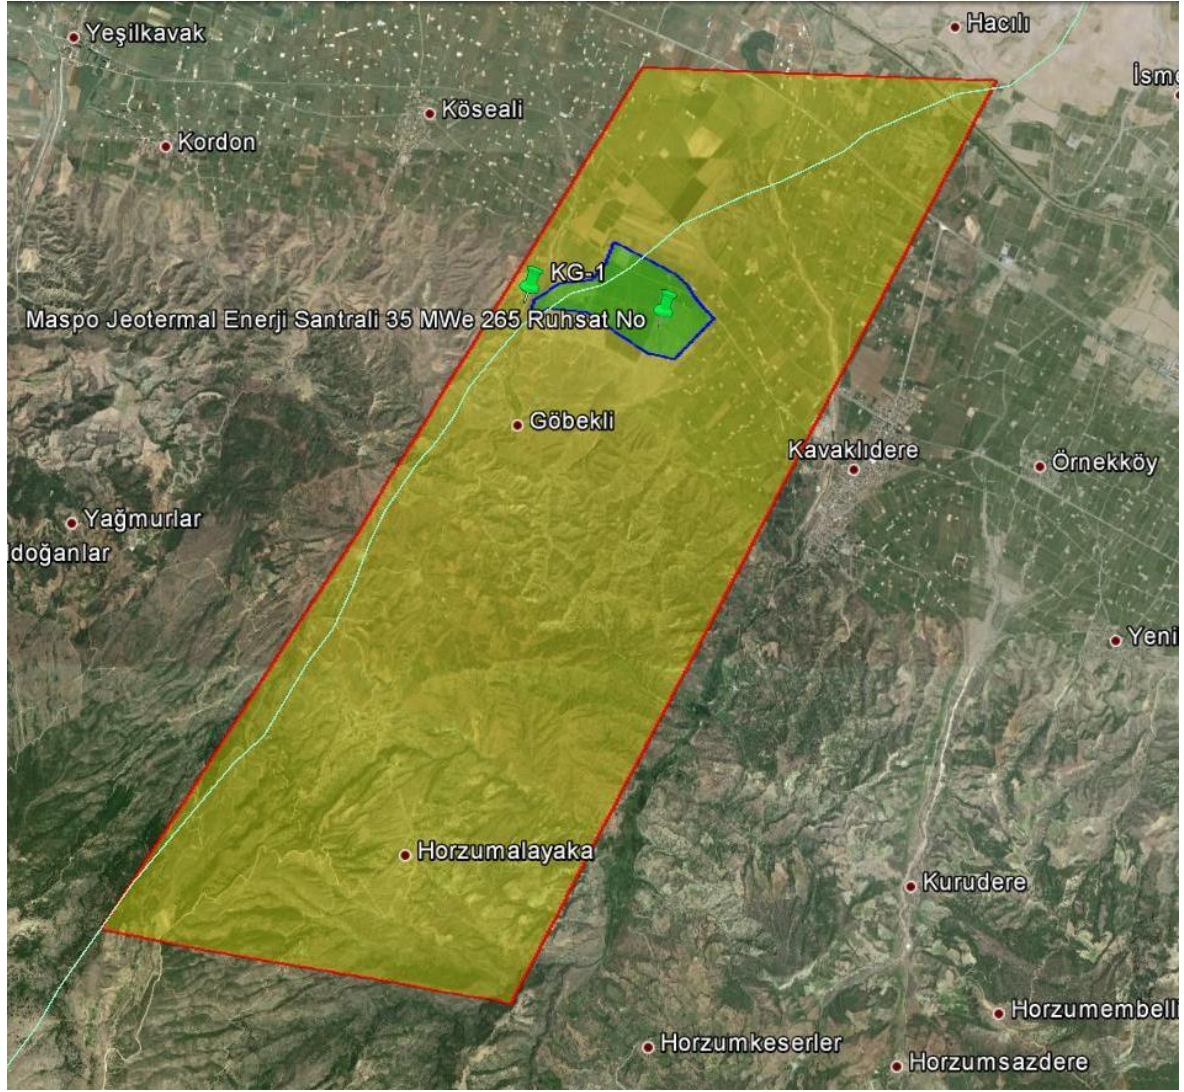 Hacılı
Yeşilkavak
İsme
Köseali
Kordon
KG-1
Maspo Jeotermal Enerji Santrali 35 MWe 265 Ruhsat No
Göbekli
Kavaklıdere
Örnekköy
Yağmurlar
ldoğanlar
Yeni
Horzumalayaka
Kurudere
Horzumembelli
Horzumkeserler
Horzumsazdere